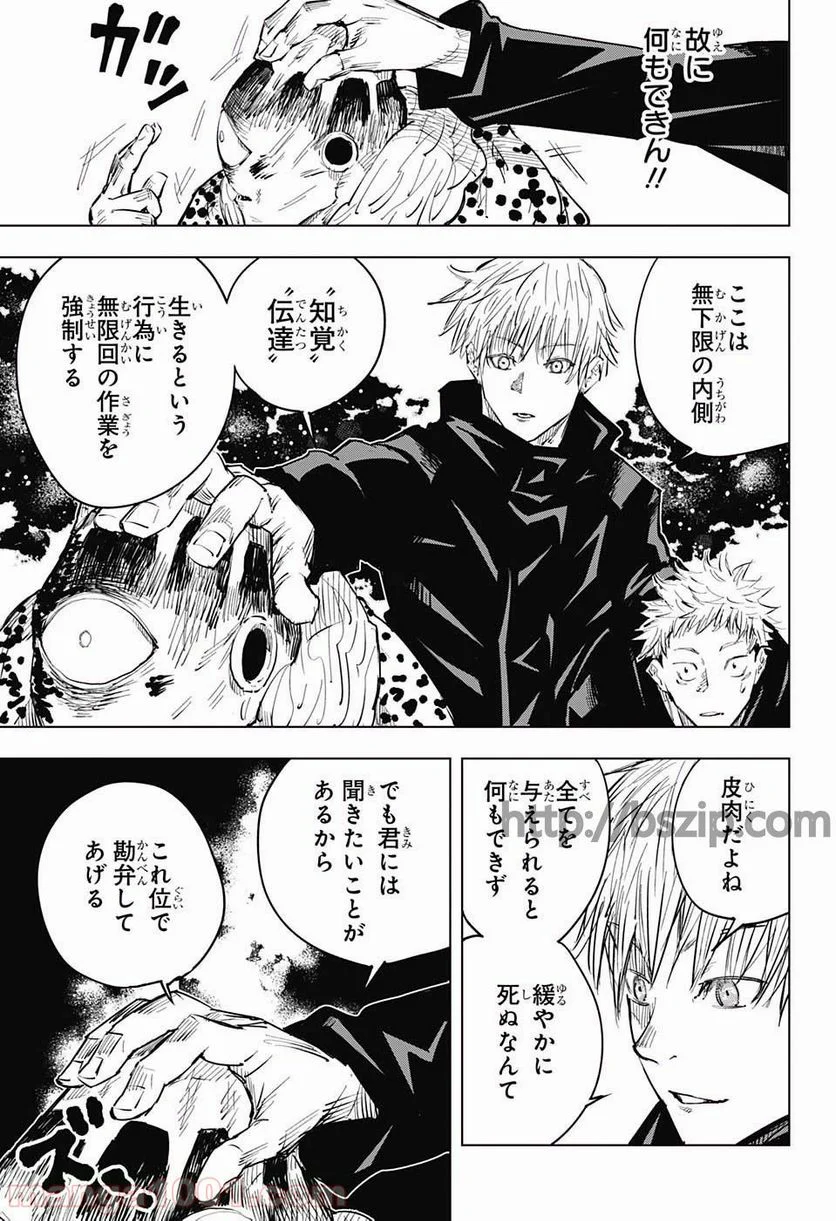 故に
何もできん!!
ガッ
ここは
無下限の内側
“知覚”
“伝達”
生きるという
行為に
無限回の作業を
強制する
皮肉だよね
全てを
与えられると
何もできず
緩やかに
死ぬなんて
でも君には
聞きたいことが
あるから
これ位で
勘弁して
あげる
http://bszip.com